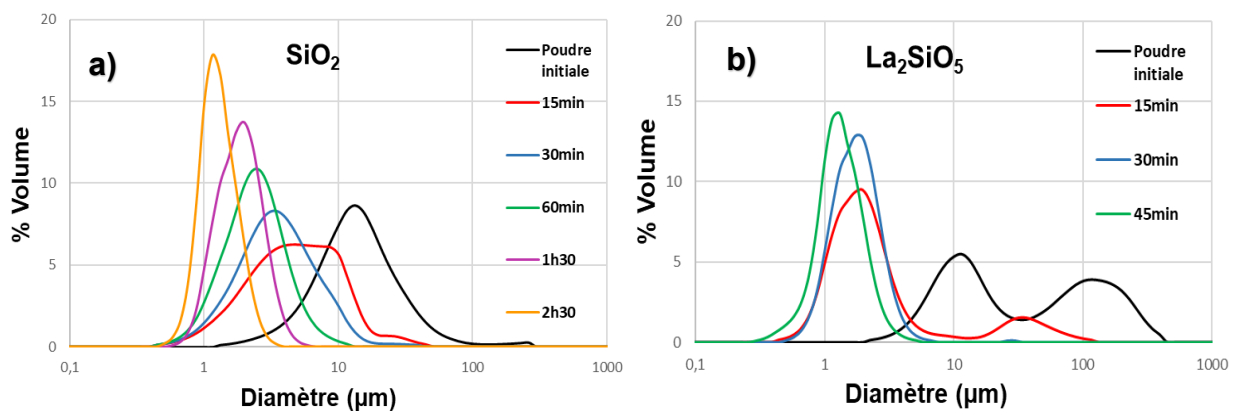 a)
SiO₂
% Volume
20
15
10
5
0
0,1
1
10
100
1000
Diamètre (µm)
Poudre
initiale
15min
30min
60min
1h30
2h30
b)
La₂SiO₅
% Volume
20
15
10
5
0
0,1
1
10
100
1000
Diamètre (µm)
Poudre
initiale
15min
30min
45min